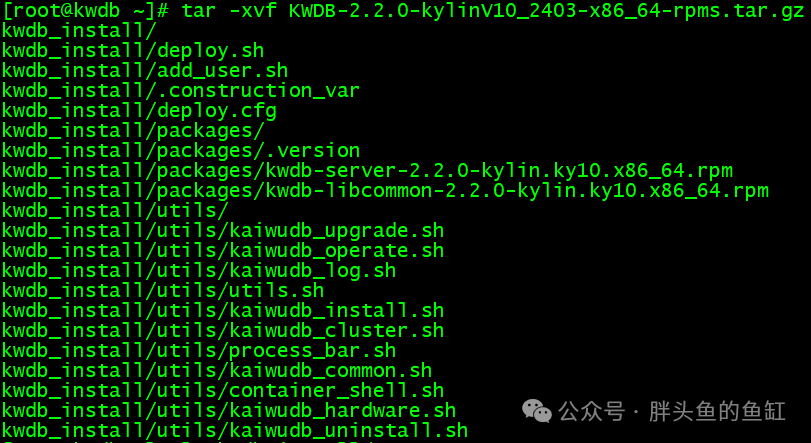 [root@kwdb ~]# tar -xvf KWDB-2.2.0-kylinV10_2403-x86_64-rpms.tar.gz
kwdb_install/
kwdb_install/deploy.sh
kwdb_install/add_user.sh
kwdb_install/.construction_var
kwdb_install/deploy.cfg
kwdb_install/packages/
kwdb_install/packages/.version
kwdb_install/packages/kwdb-server-2.2.0-kylin.ky10.x86_64.rpm
kwdb_install/packages/kwdb-libcommon-2.2.0-kylin.ky10.x86_64.rpm
kwdb_install/utils/
kwdb_install/utils/kaiwudb_upgrade.sh
kwdb_install/utils/kaiwudb_operate.sh
kwdb_install/utils/kaiwudb_log.sh
kwdb_install/utils/utils.sh
kwdb_install/utils/kaiwudb_install.sh
kwdb_install/utils/kaiwudb_cluster.sh
kwdb_install/utils/process_bar.sh
kwdb_install/utils/kaiwudb_common.sh
kwdb_install/utils/container_shell.sh
kwdb_install/utils/kaiwudb_hardware.sh
kwdb_install/utils/kaiwudb_uninstall.sh
公众号 · 胖头鱼的鱼缸